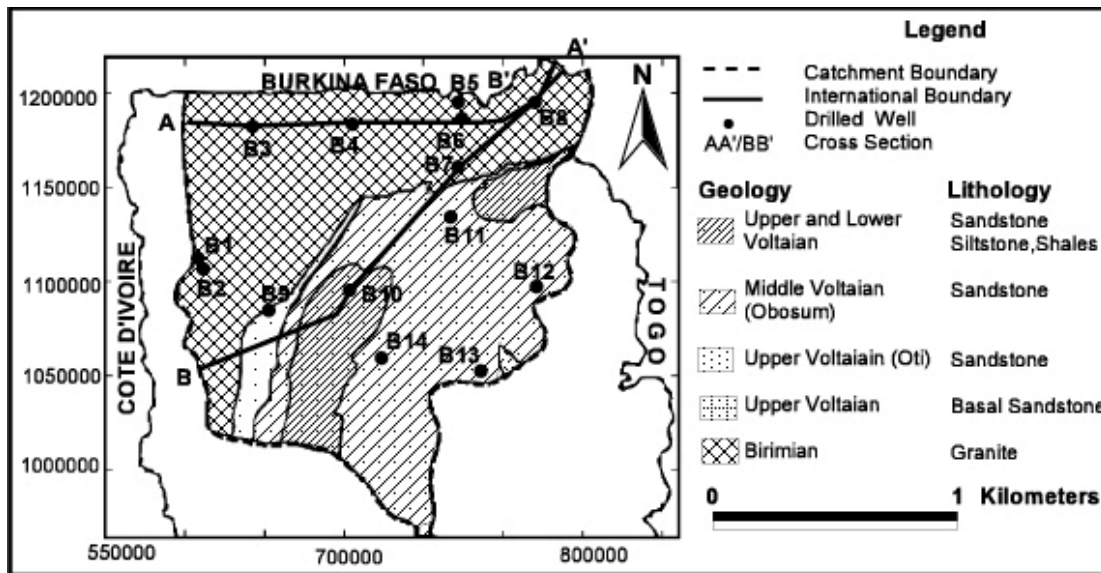 Legend
Catchment Boundary
International Boundary
Drilled Well
AA'/BB' Cross Section
Geology Lithology
Upper and Lower Voltaian Sandstone Siltstone,Shales
Middle Voltaian (Obosum) Sandstone
Upper Voltaiain (Oti) Sandstone
Upper Voltaian Basal Sandstone
Birimian Granite
0 1 Kilometers
N
BURKINA FASO
COTE D'IVOIRE
TOGO
A
A'
B
B'
B1
B2
B3
B4
B5
B6
B7
B8
B9
B10
B11
B12
B13
B14
1200000
1150000
1100000
1050000
1000000
550000
700000
800000